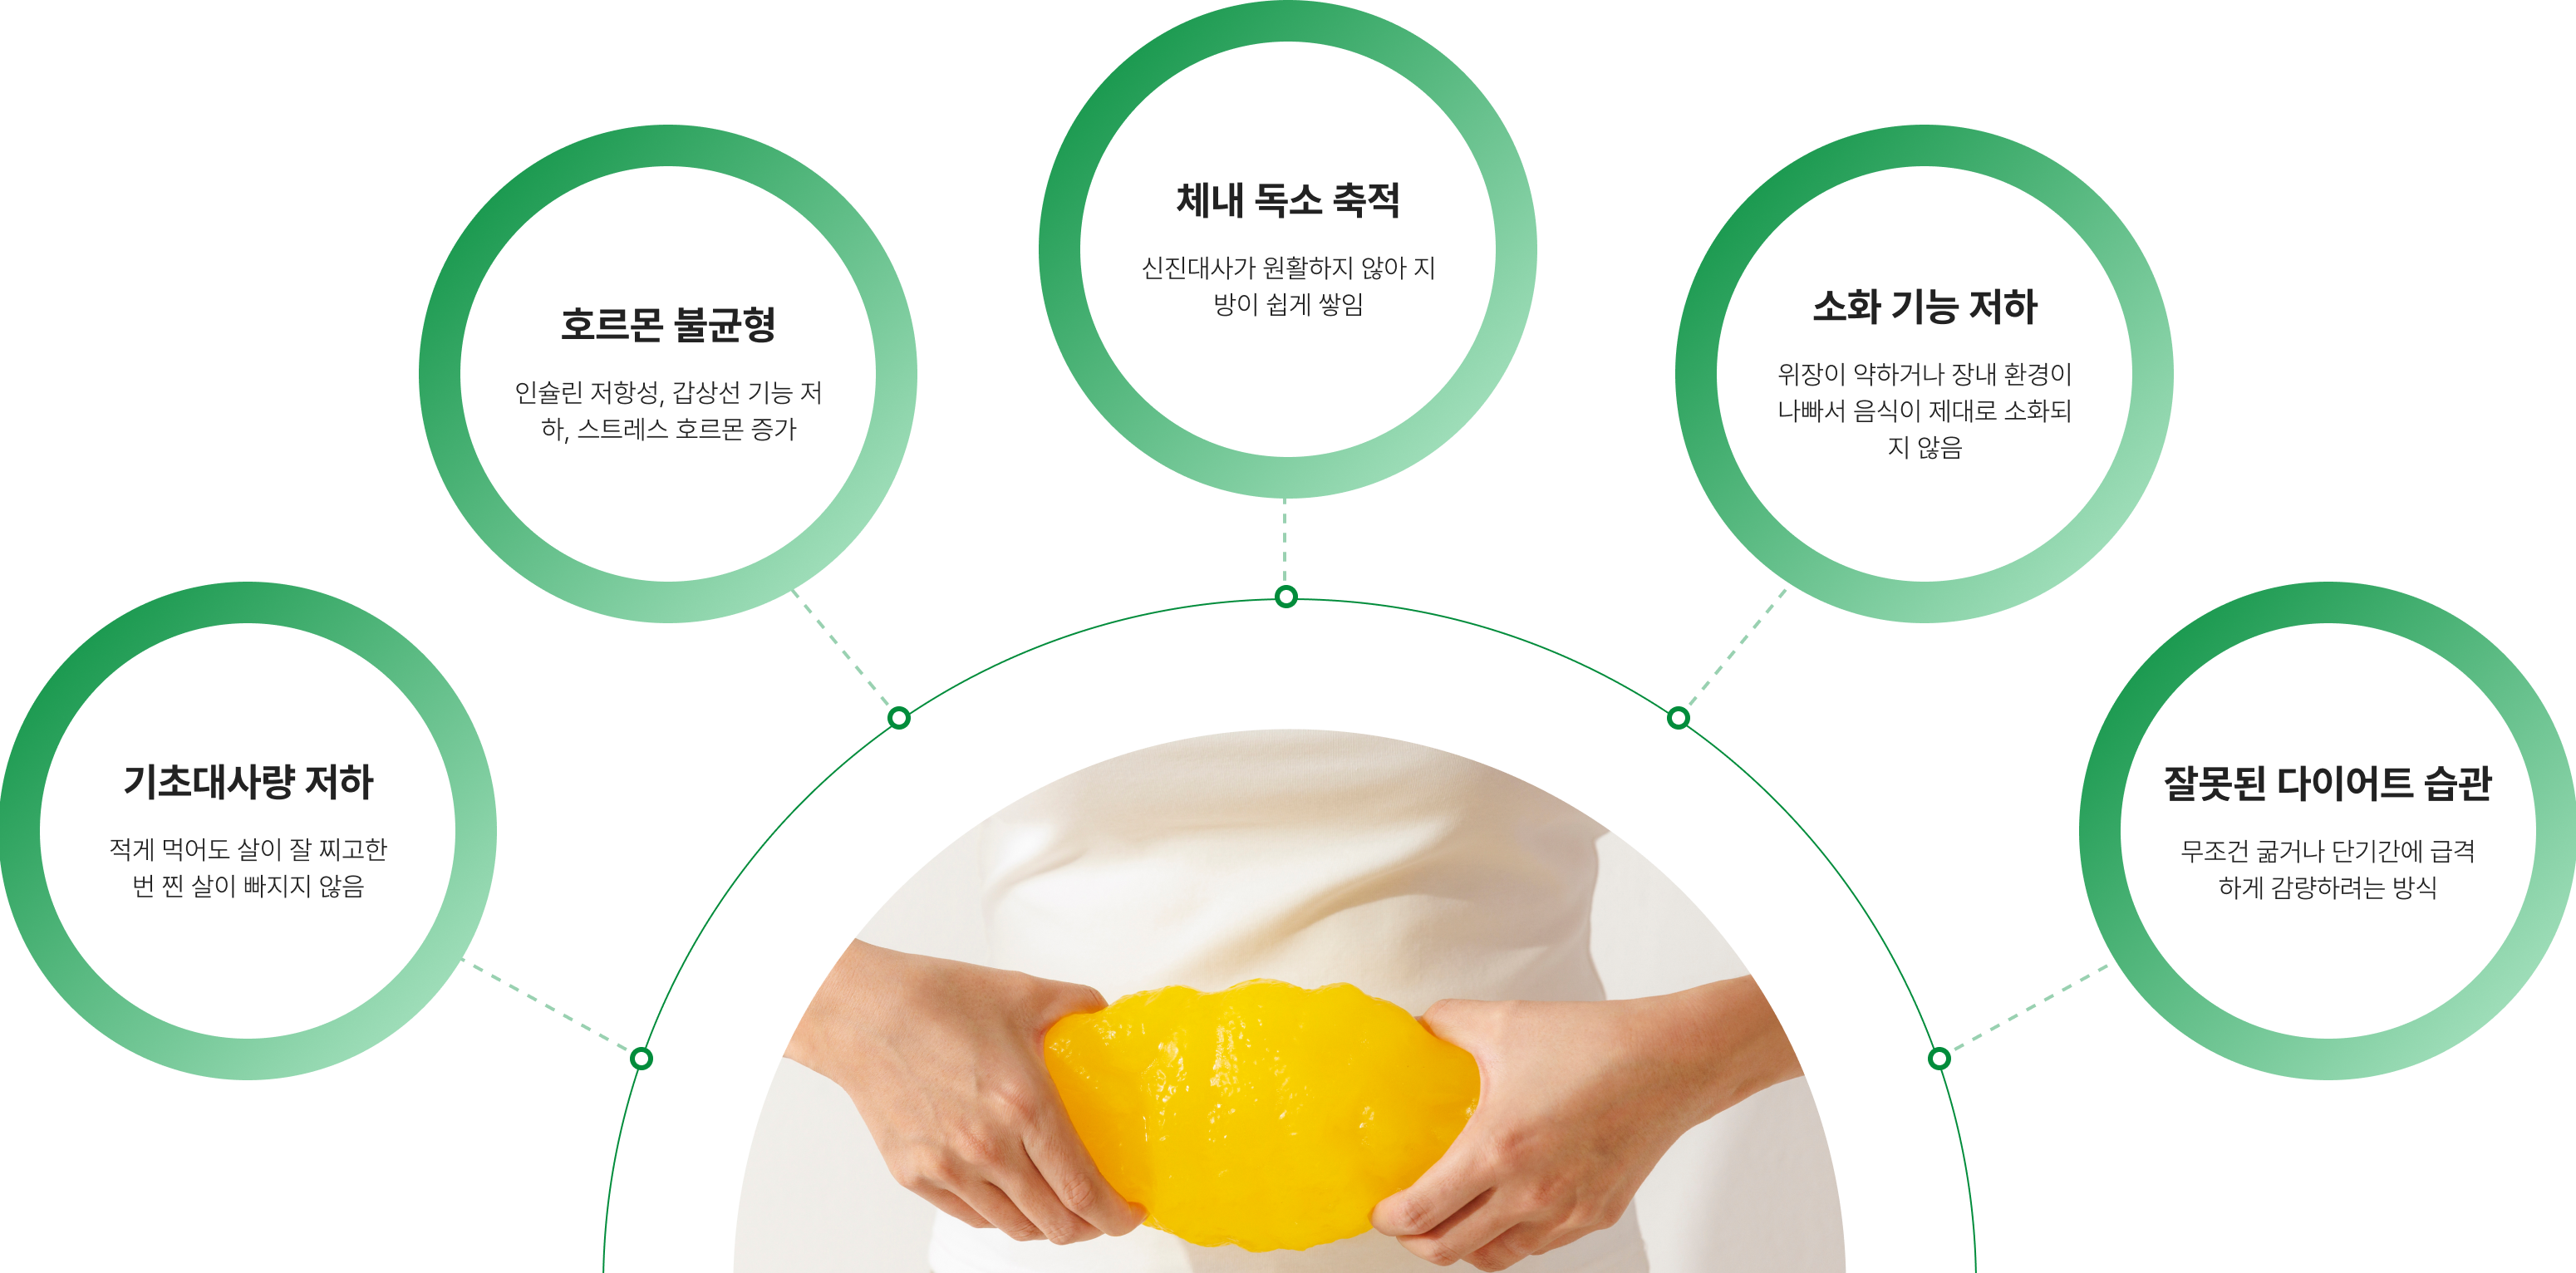 기초대사량 저하
적게 먹어도 살이 잘 찌고한
번 찐 살이 빠지지 않음
호르몬 불균형
인슐린 저항성, 갑상선 기능 저
하, 스트레스 호르몬 증가
체내 독소 축적
신진대사가 원활하지 않아 지
방이 쉽게 쌓임
소화 기능 저하
위장이 약하거나 장내 환경이
나빠서 음식이 제대로 소화되
지 않음
잘못된 다이어트 습관
무조건 굶거나 단기간에 급격
하게 감량하려는 방식